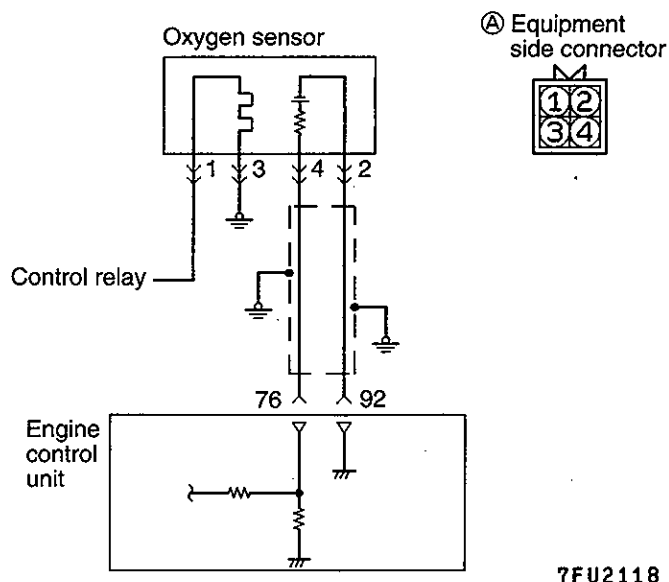 Oxygen sensor
Ⓐ Equipment
side connector
1 2
3 4
1 3 4 2
Control relay
76 92
Engine
control
unit
7FU2118